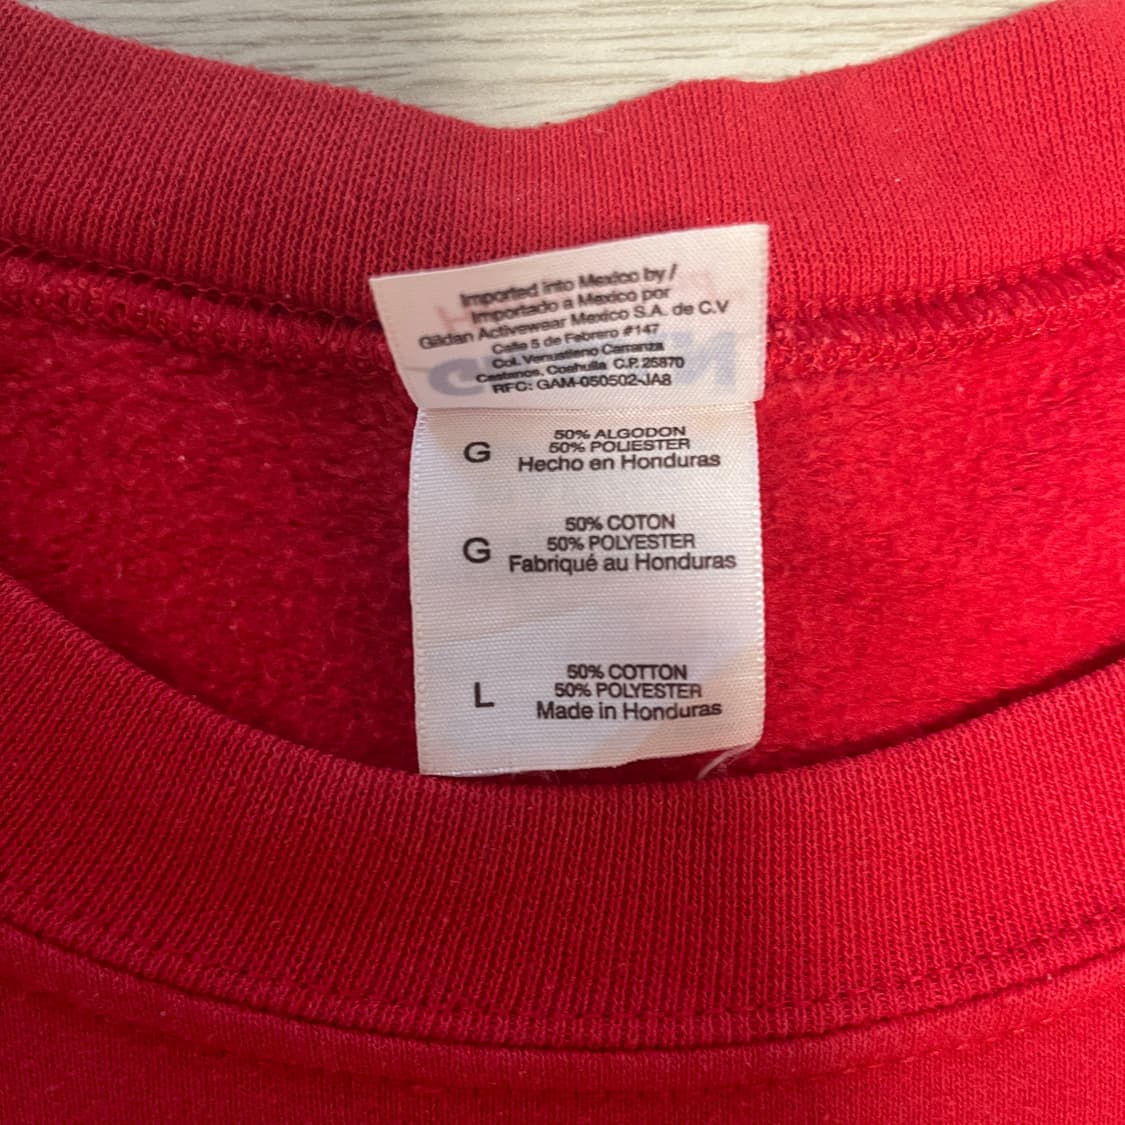 Imported into Mexico by /
Importado a Mexico por
Gildan Activewear Mexico S.A. de C.V
Calle 5 de Febrero #147
Col. Venustiano Carranza
Castanos, Coahuila C.P. 25870
RFC: GAM-050502-JA8
G
50% ALGODON
50% POLIESTER
Hecho en Honduras
G
50% COTON
50% POLYESTER
Fabriqué au Honduras
L
50% COTTON
50% POLYESTER
Made in Honduras